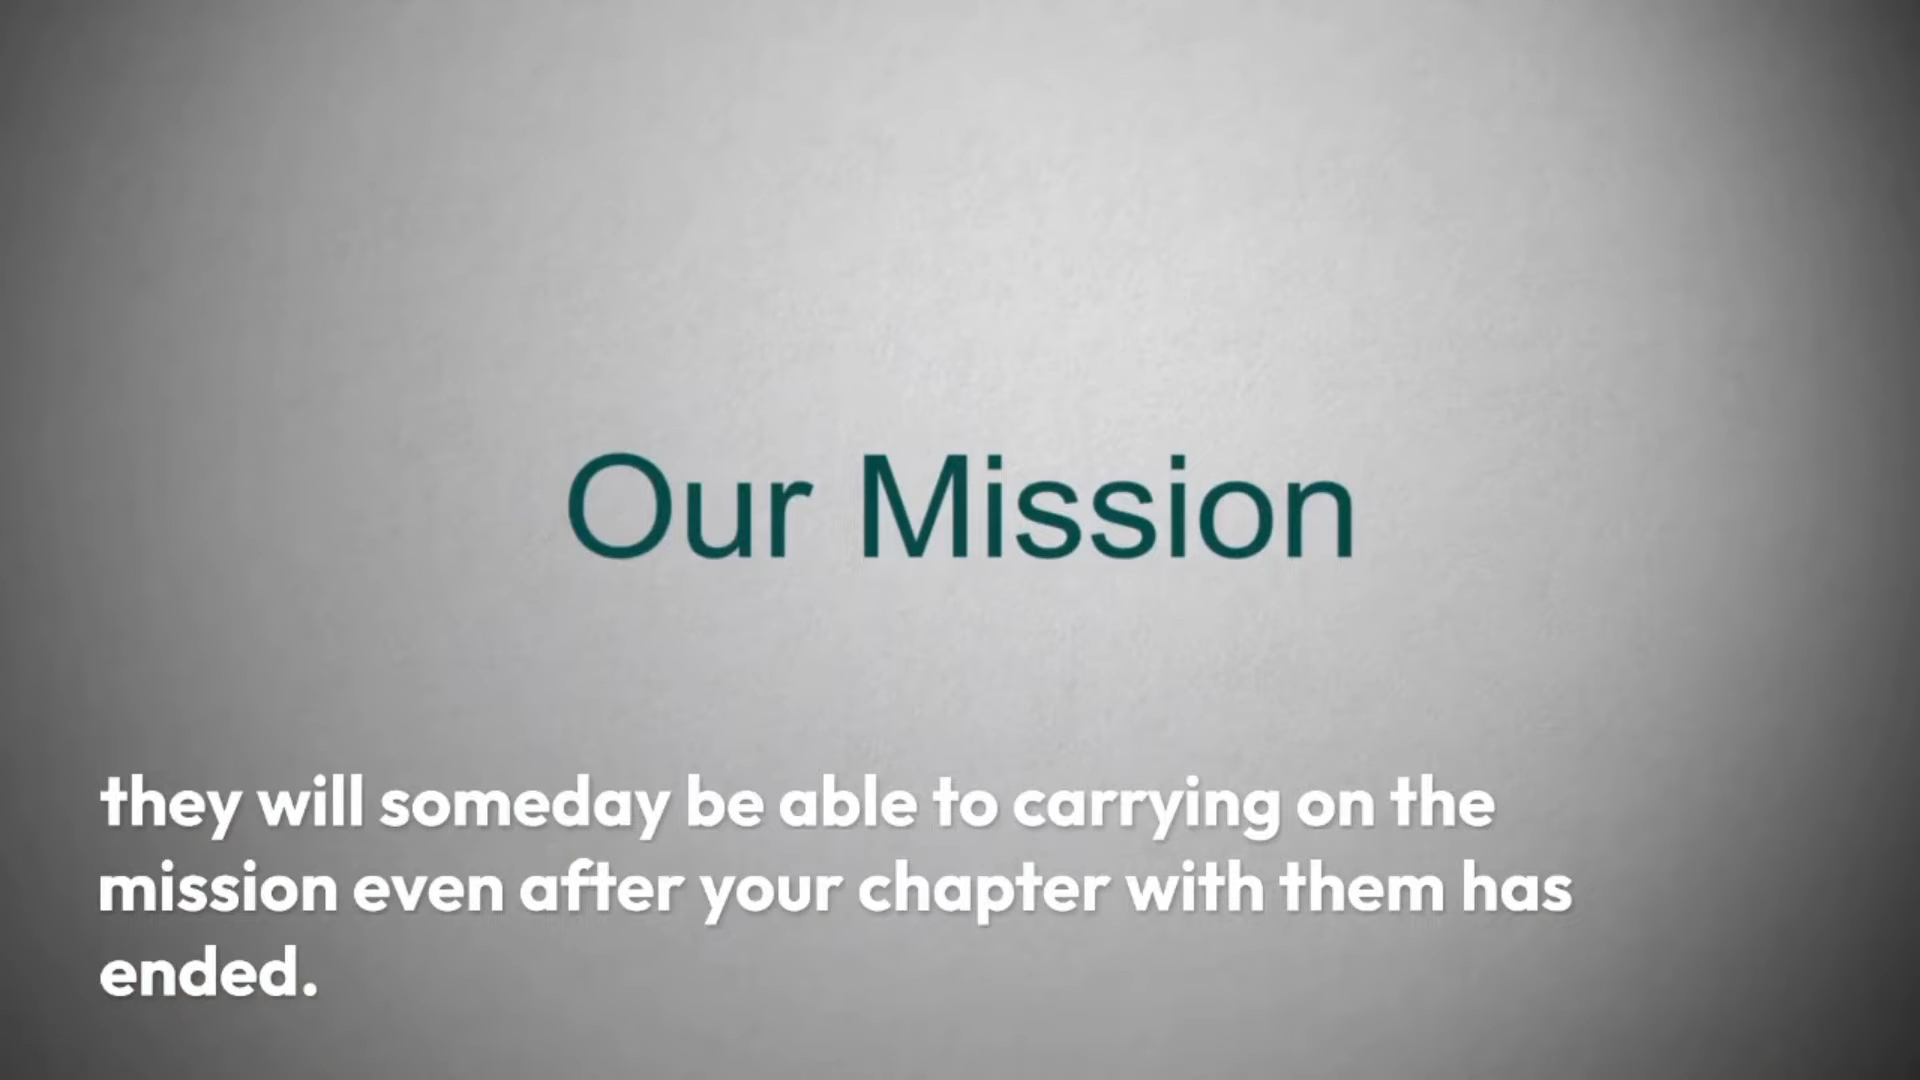 Our Mission
they will someday be able to carrying on the
mission even after your chapter with them has
ended.